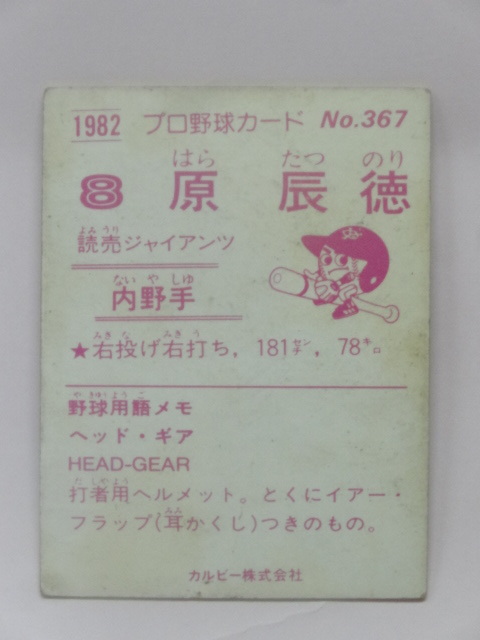 1982 プロ野球カード No.367
はら たつ のり
8 原 辰 徳
よみ うり
読売ジャイアンツ
ない や しゅ
内野手
みぎ な みぎ う
★右投げ右打ち，181センチ，78キロ
や きゅう よう ご
野球用語メモ
ヘッド・ギア
HEAD-GEAR
だ しゃ よう
打者用ヘルメット。とくにイアー・
みみ
フラップ(耳かくし)つきのもの。
カルビー株式会社